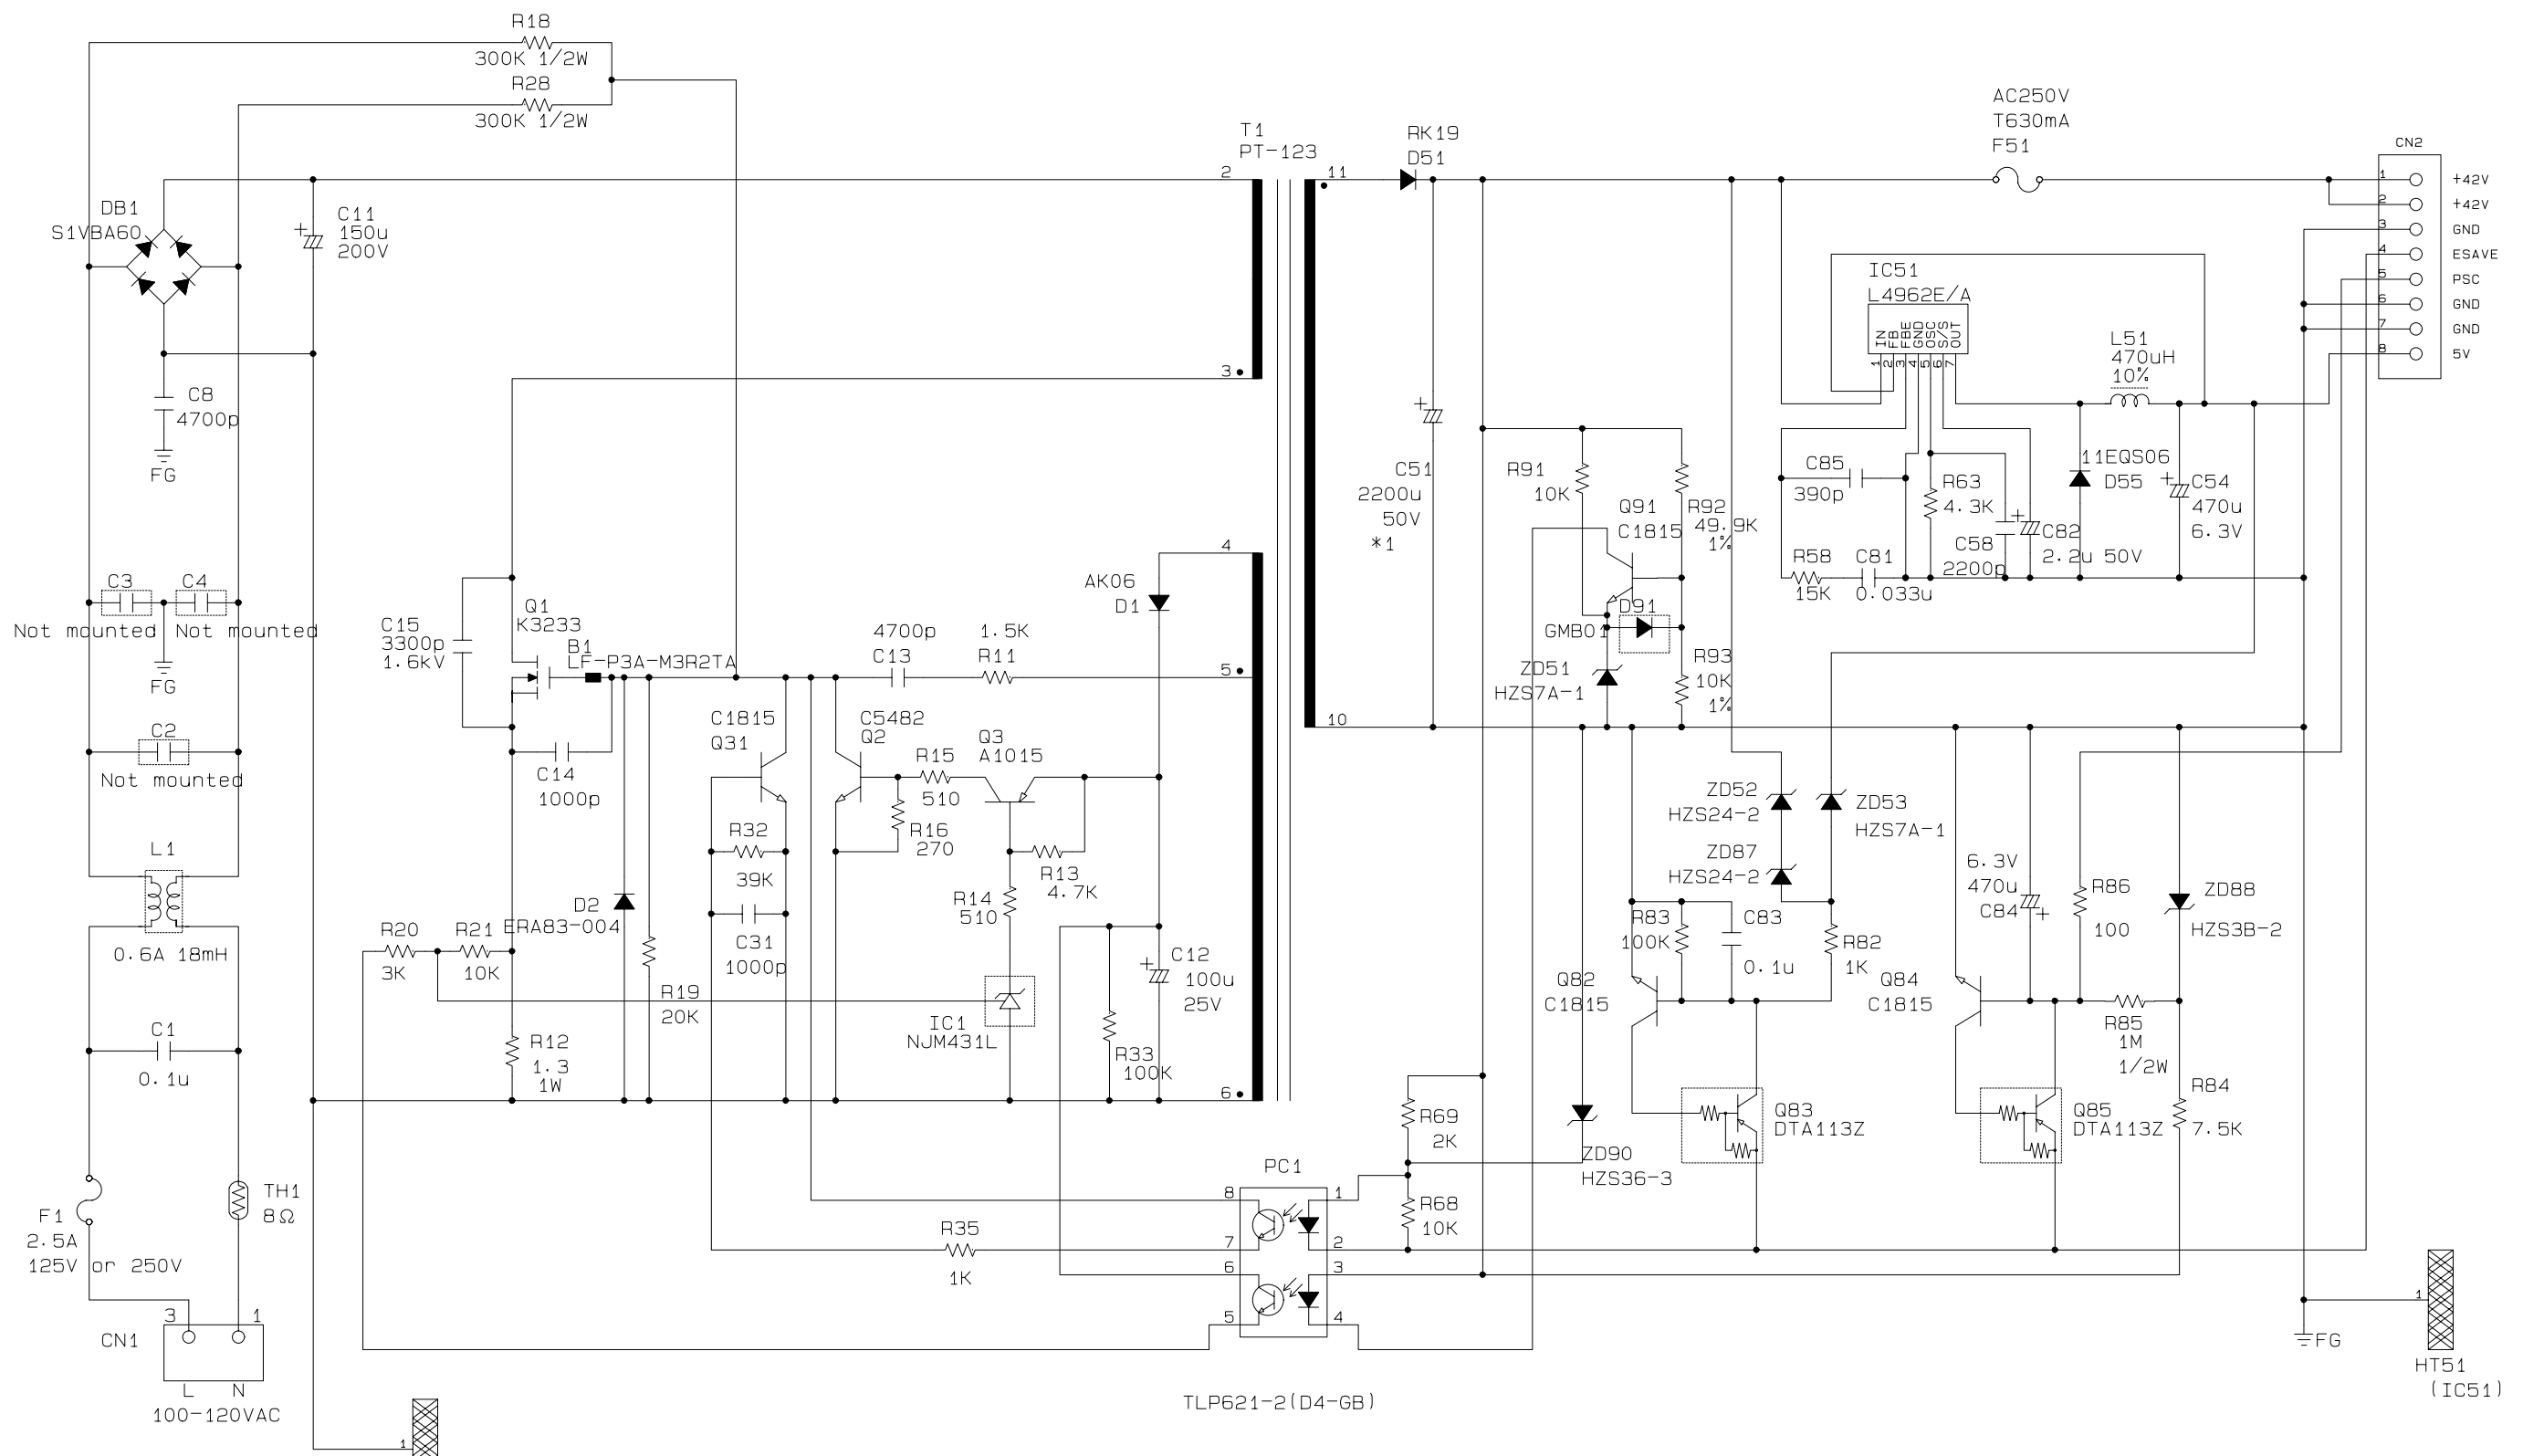 R18
300K 1/2W
R28
300K 1/2W
T1
PT-123
RK19
D51
AC250V
T630mA
F51
CN2
2
11
1
+42V
2
+42V
3
GND
4
ESAVE
5
PSC
6
GND
7
GND
8
5V
DB1
S1VBA60
C11
150u
200V
+
IC51
L4962E/A
IN
FB
FBE
GND
OSC
S/S
OUT
1
2
3
4
5
6
7
L51
470uH
10%
3
C8
4700p
FG
+
C51
2200u
50V
*1
R91
10K
Q91
C1815
R92
49.9K
1%
C85
390p
R63
4.3K
11EQS06
D55
+
C54
470u
6.3V
+
C82
2.2u 50V
C58
2200p
R58
15K
C81
0.033u
4
AK06
D1
C3
C4
Not mounted
Not mounted
FG
C15
3300p
1.6kV
Q1
K3233
B1
LF-P3A-M3R2TA
4700p
C13
1.5K
R11
5
D91
GMB01
ZD51
HZS7A-1
R93
10K
1%
10
C2
Not mounted
C14
1000p
C1815
Q31
C5482
Q2
R15
510
Q3
A1015
R32
39K
R16
270
R13
4.7K
R14
510
ZD52
HZS24-2
ZD53
HZS7A-1
ZD87
HZS24-2
6.3V
470u
C84
+
R86
100
ZD88
HZS3B-2
L1
0.6A 18mH
R20
3K
R21
10K
D2
ERA83-004
C31
1000p
R19
20K
IC1
NJM431L
+
C12
100u
25V
R33
100K
R83
100K
C83
0.1u
R82
1K
Q82
C1815
Q84
C1815
R85
1M
1/2W
C1
0.1u
R12
1.3
1W
6
R69
2K
R84
7.5K
Q83
DTA113Z
Q85
DTA113Z
ZD90
HZS36-3
PC1
8
1
R68
10K
R35
1K
7
2
6
3
5
4
F1
2.5A
125V or 250V
TH1
8Ω
3
1
CN1
L
N
100-120VAC
1
TLP621-2(D4-GB)
1
FG
HT51
(IC51)